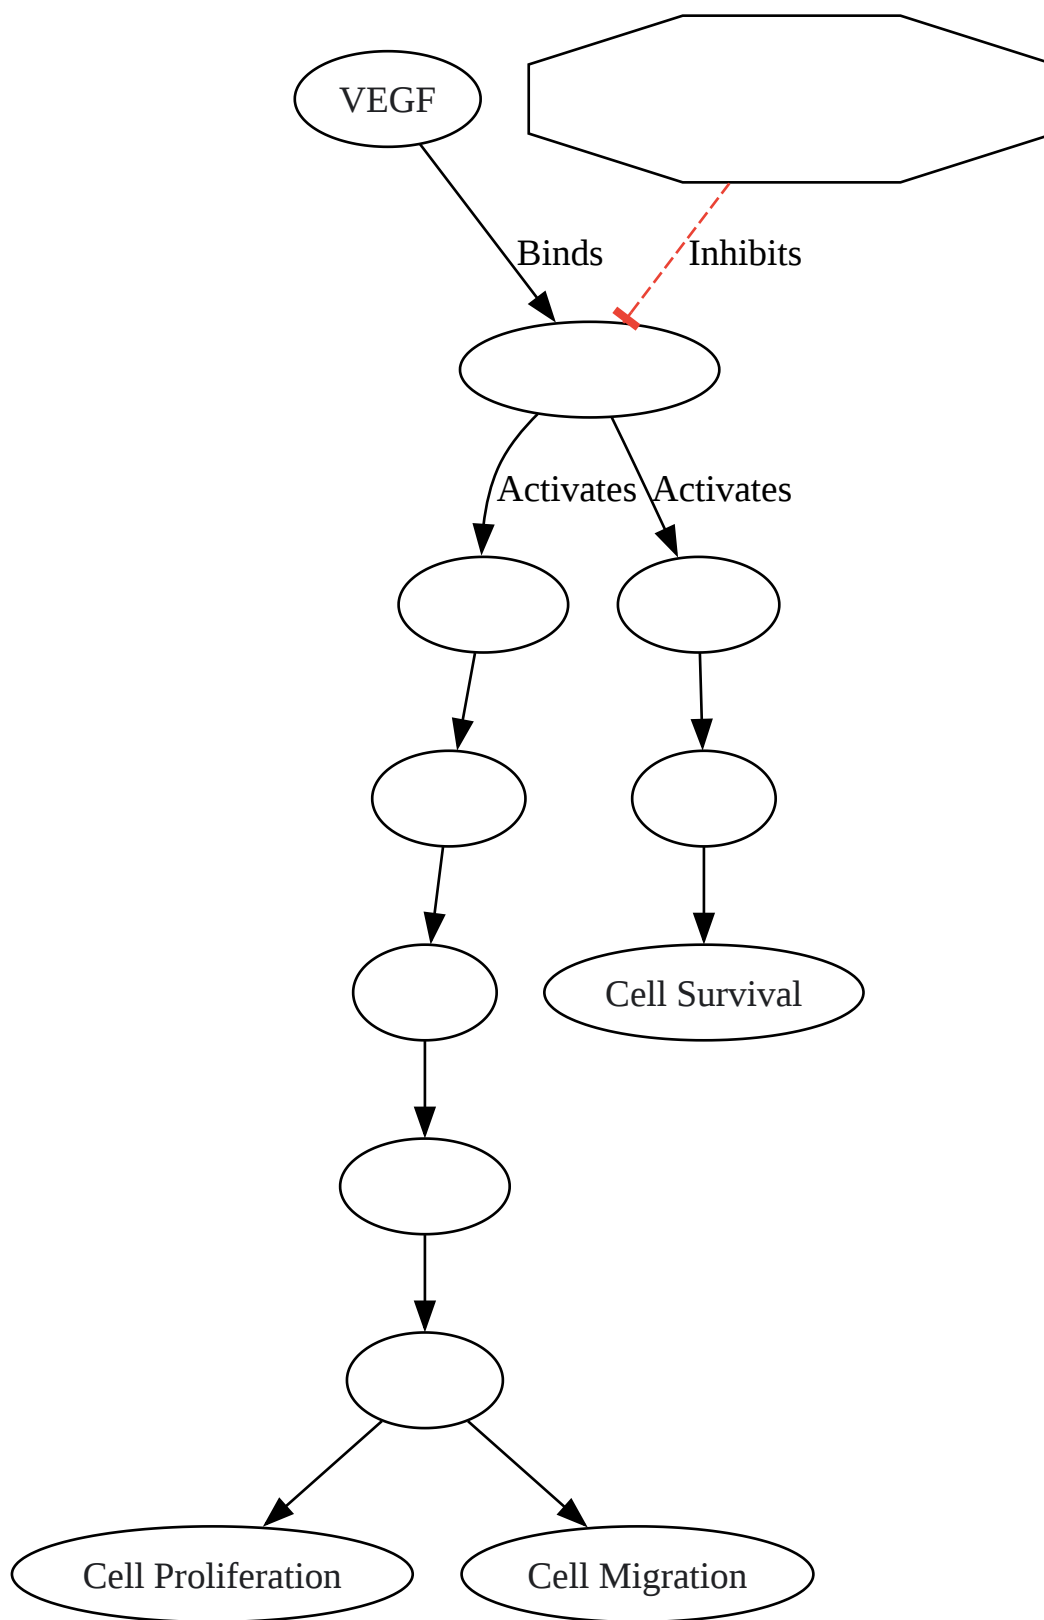 VEGF
Binds
Inhibits
Activates
Activates
Cell Survival
Cell Proliferation
Cell Migration